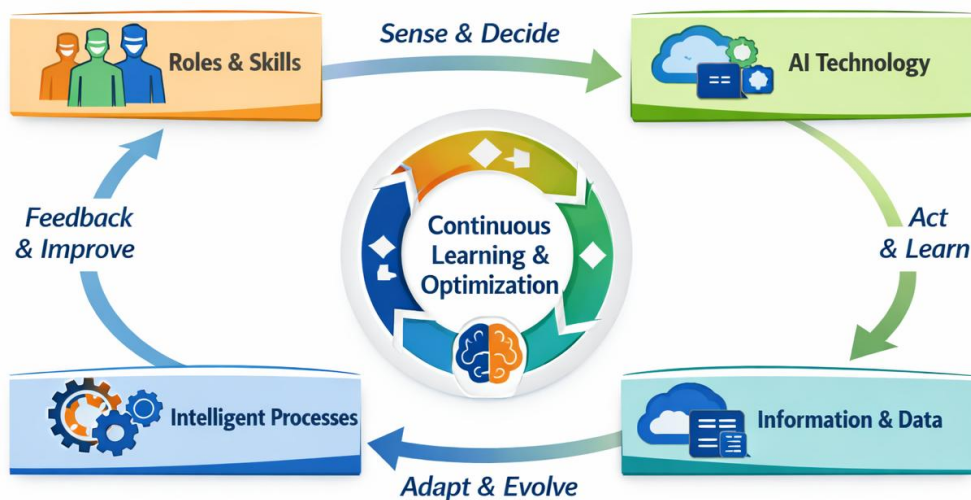 Sense & Decide
Roles & Skills
AI Technology
Feedback
& Improve
Continuous
Learning &
Optimization
Act
& Learn
Intelligent Processes
Information & Data
Adapt & Evolve